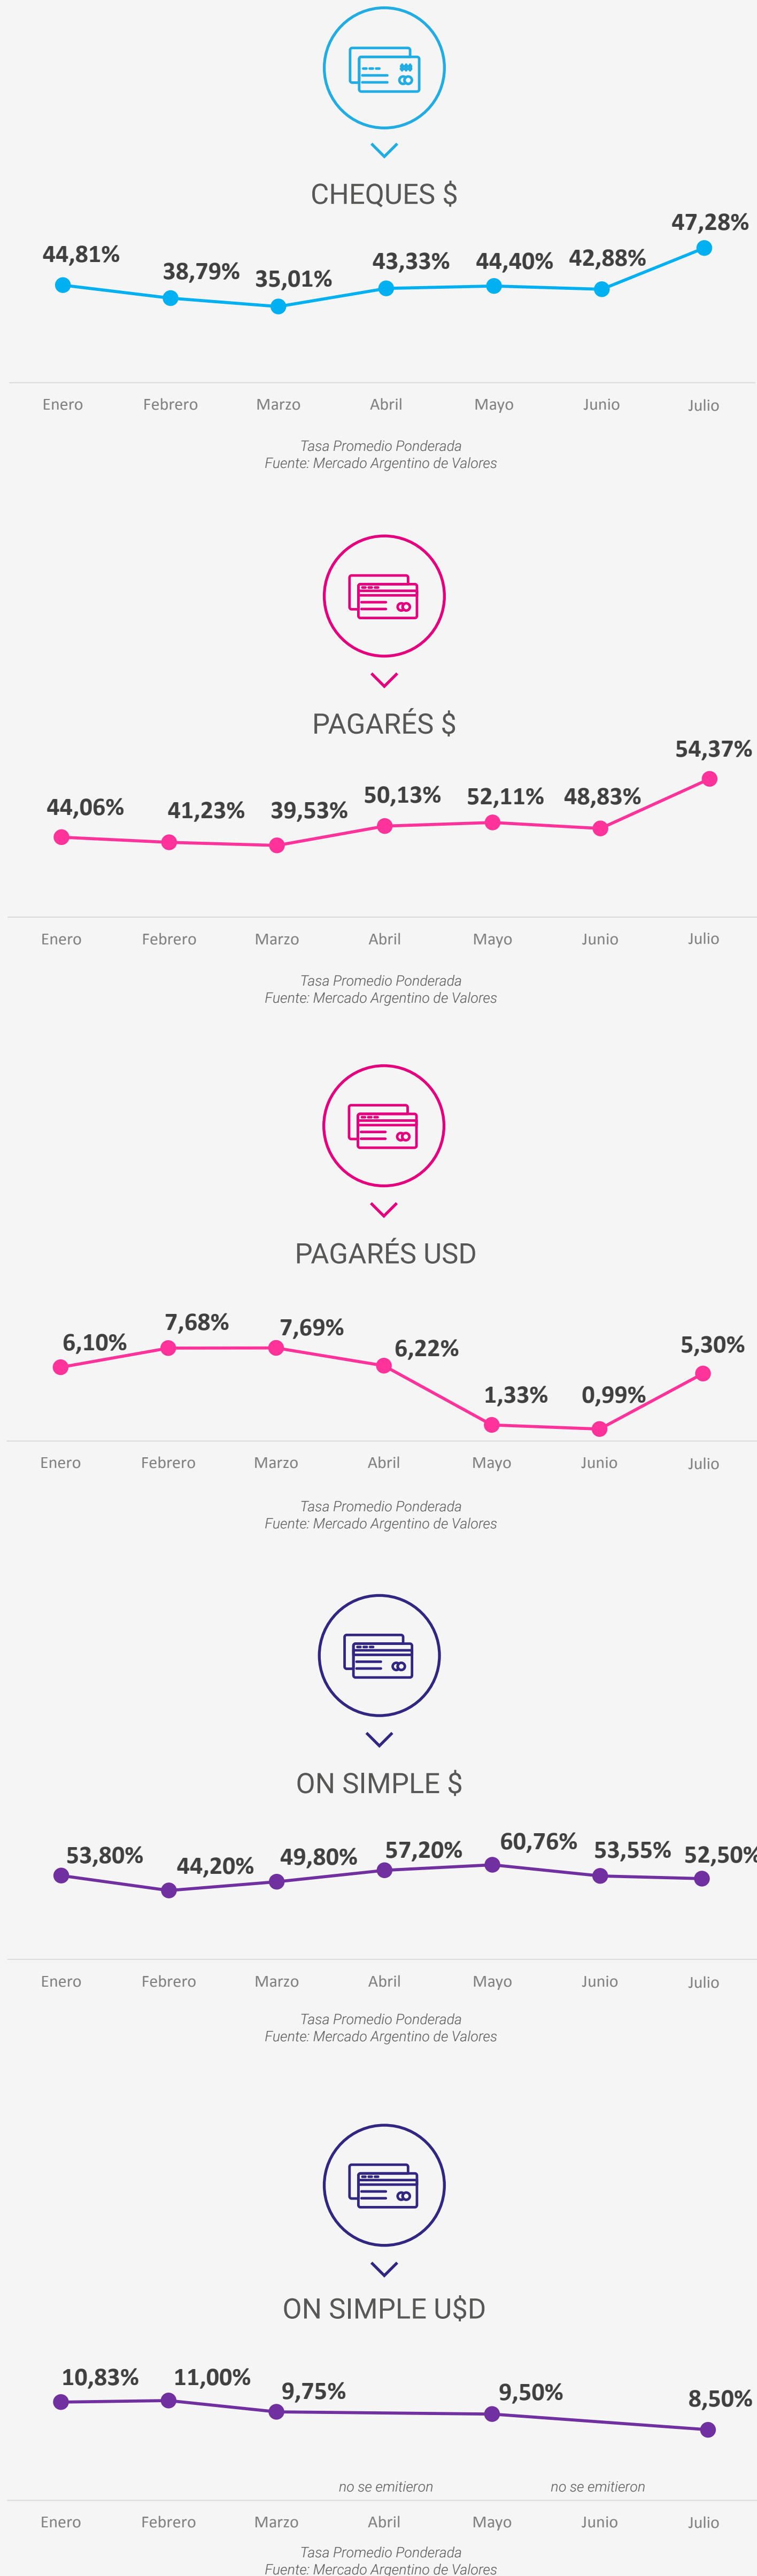 CHEQUES $
44,81% 38,79% 35,01% 43,33% 44,40% 42,88% 47,28%
Enero Febrero Marzo Abril Mayo Junio Julio
Tasa Promedio Ponderada
Fuente: Mercado Argentino de Valores
PAGARÉS $
44,06% 41,23% 39,53% 50,13% 52,11% 48,83% 54,37%
Enero Febrero Marzo Abril Mayo Junio Julio
Tasa Promedio Ponderada
Fuente: Mercado Argentino de Valores
PAGARÉS USD
6,10% 7,68% 7,69% 6,22% 1,33% 0,99% 5,30%
Enero Febrero Marzo Abril Mayo Junio Julio
Tasa Promedio Ponderada
Fuente: Mercado Argentino de Valores
ON SIMPLE $
53,80% 44,20% 49,80% 57,20% 60,76% 53,55% 52,50%
Enero Febrero Marzo Abril Mayo Junio Julio
Tasa Promedio Ponderada
Fuente: Mercado Argentino de Valores
ON SIMPLE U$D
10,83% 11,00% 9,75% 9,50% 8,50%
no se emitieron no se emitieron
Enero Febrero Marzo Abril Mayo Junio Julio
Tasa Promedio Ponderada
Fuente: Mercado Argentino de Valores